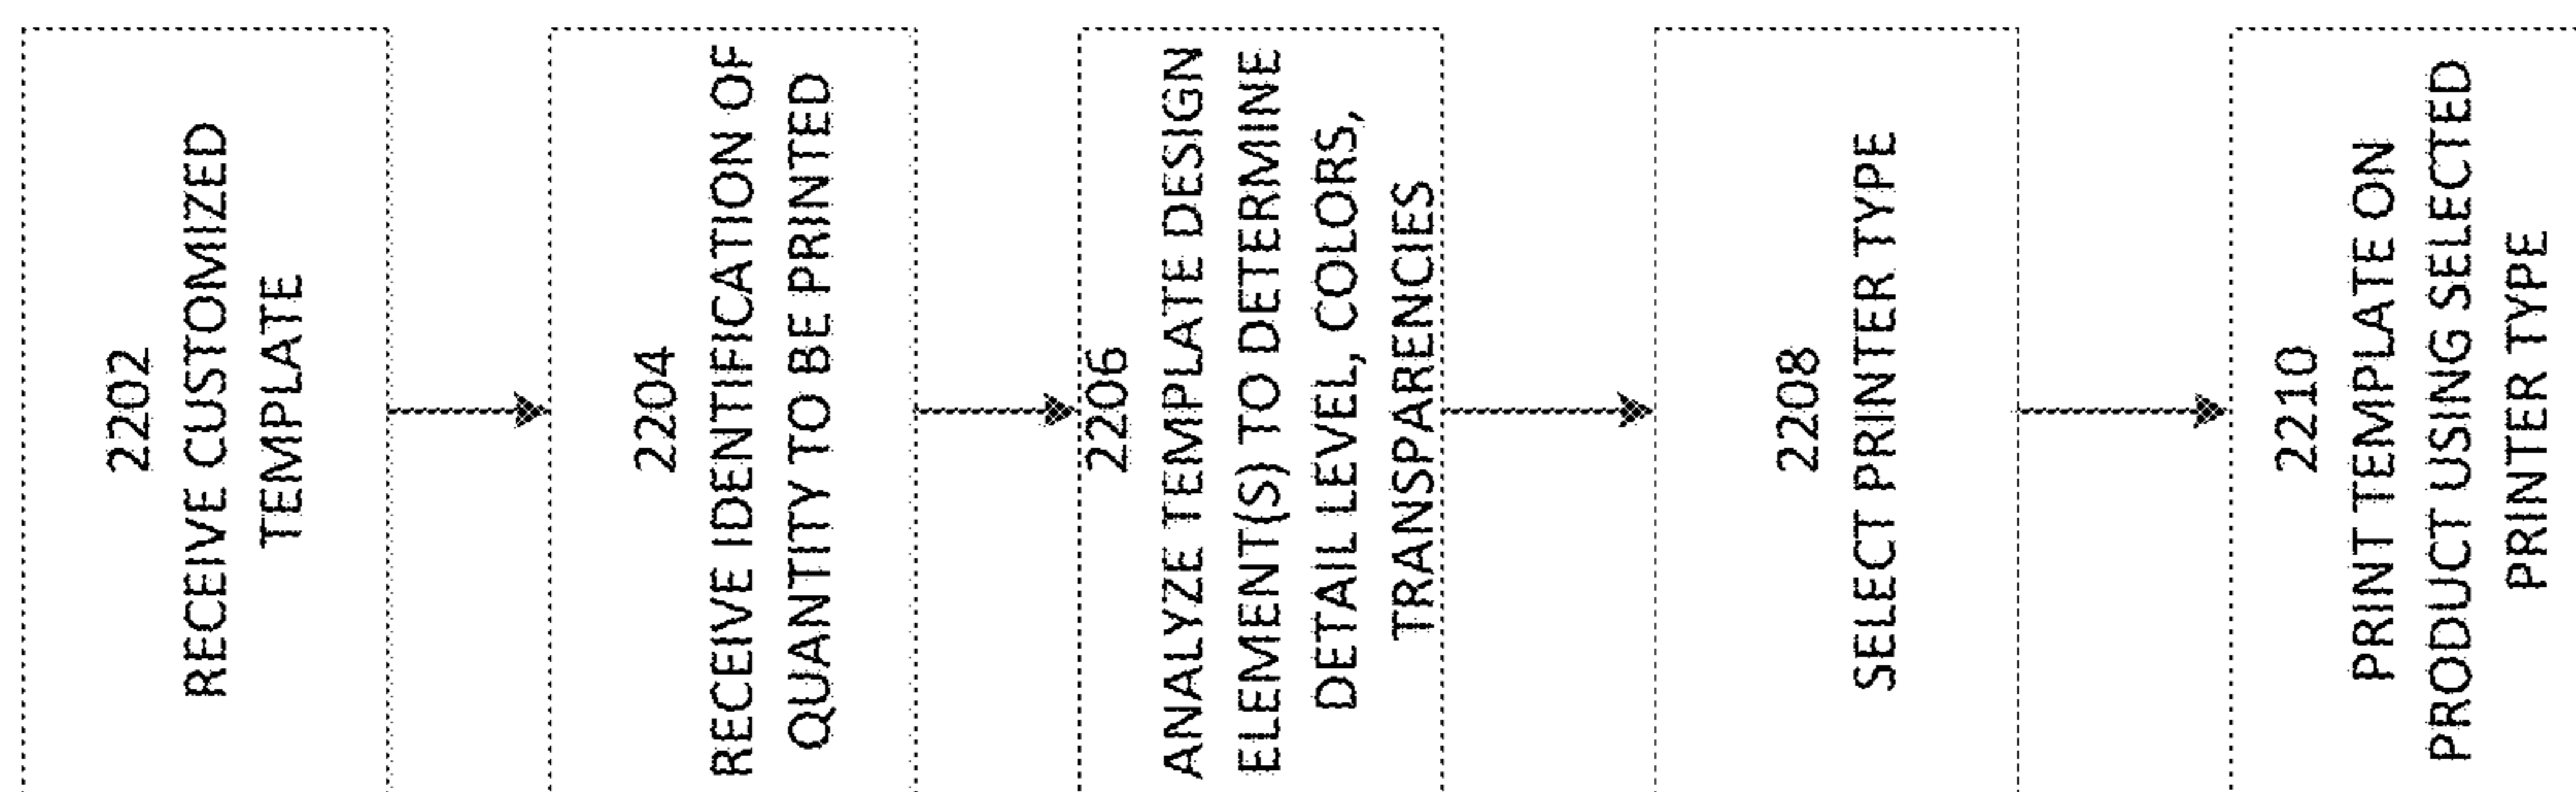 2202
RECEIVE CUSTOMIZED
TEMPLATE
2204
RECEIVE IDENTIFICATION OF
QUANTITY TO BE PRINTED
2206
ANALYZE TEMPLATE DESIGN
ELEMENT(S) TO DETERMINE
DETAIL LEVEL, COLORS,
TRANSPARENCIES
2208
SELECT PRINTER TYPE
2210
PRINT TEMPLATE ON
PRODUCT USING SELECTED
PRINTER TYPE